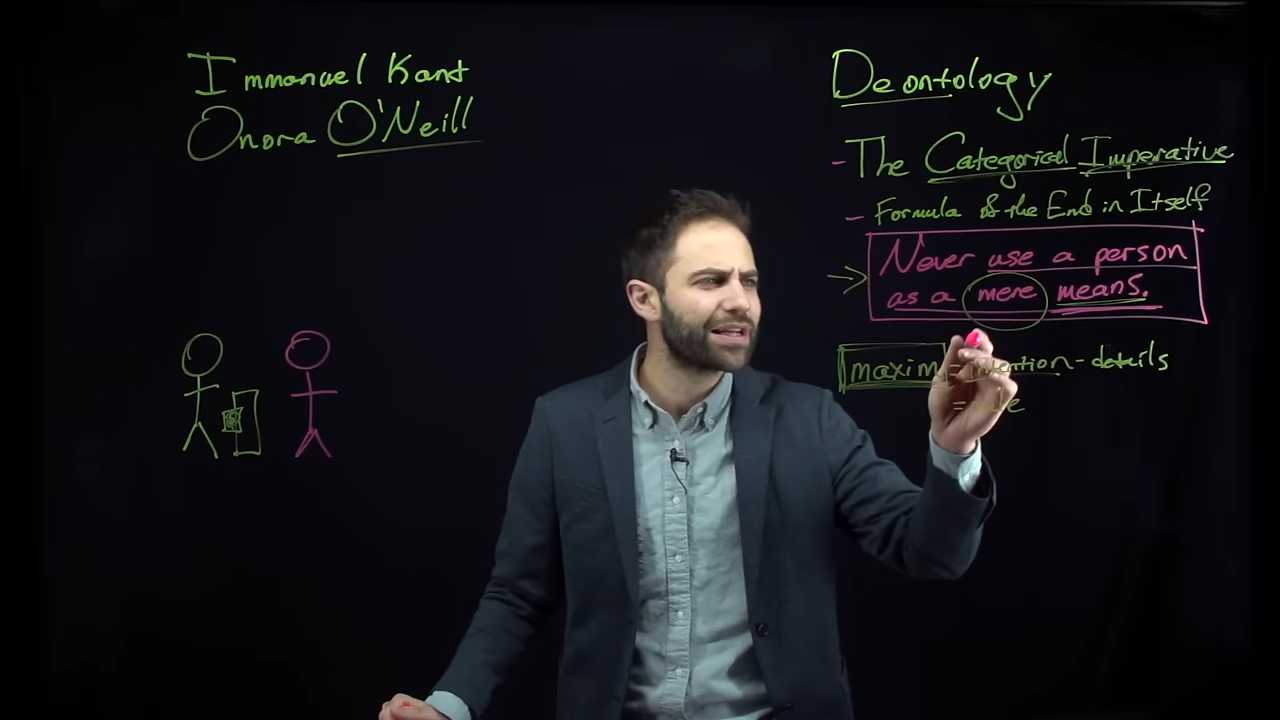 Immanuel Kant
Onora O'Neill
Deontology
- The Categorical Imperative
- Formula of the End in Itself
Never use a person
as a mere means.
maxim = intention - details
=